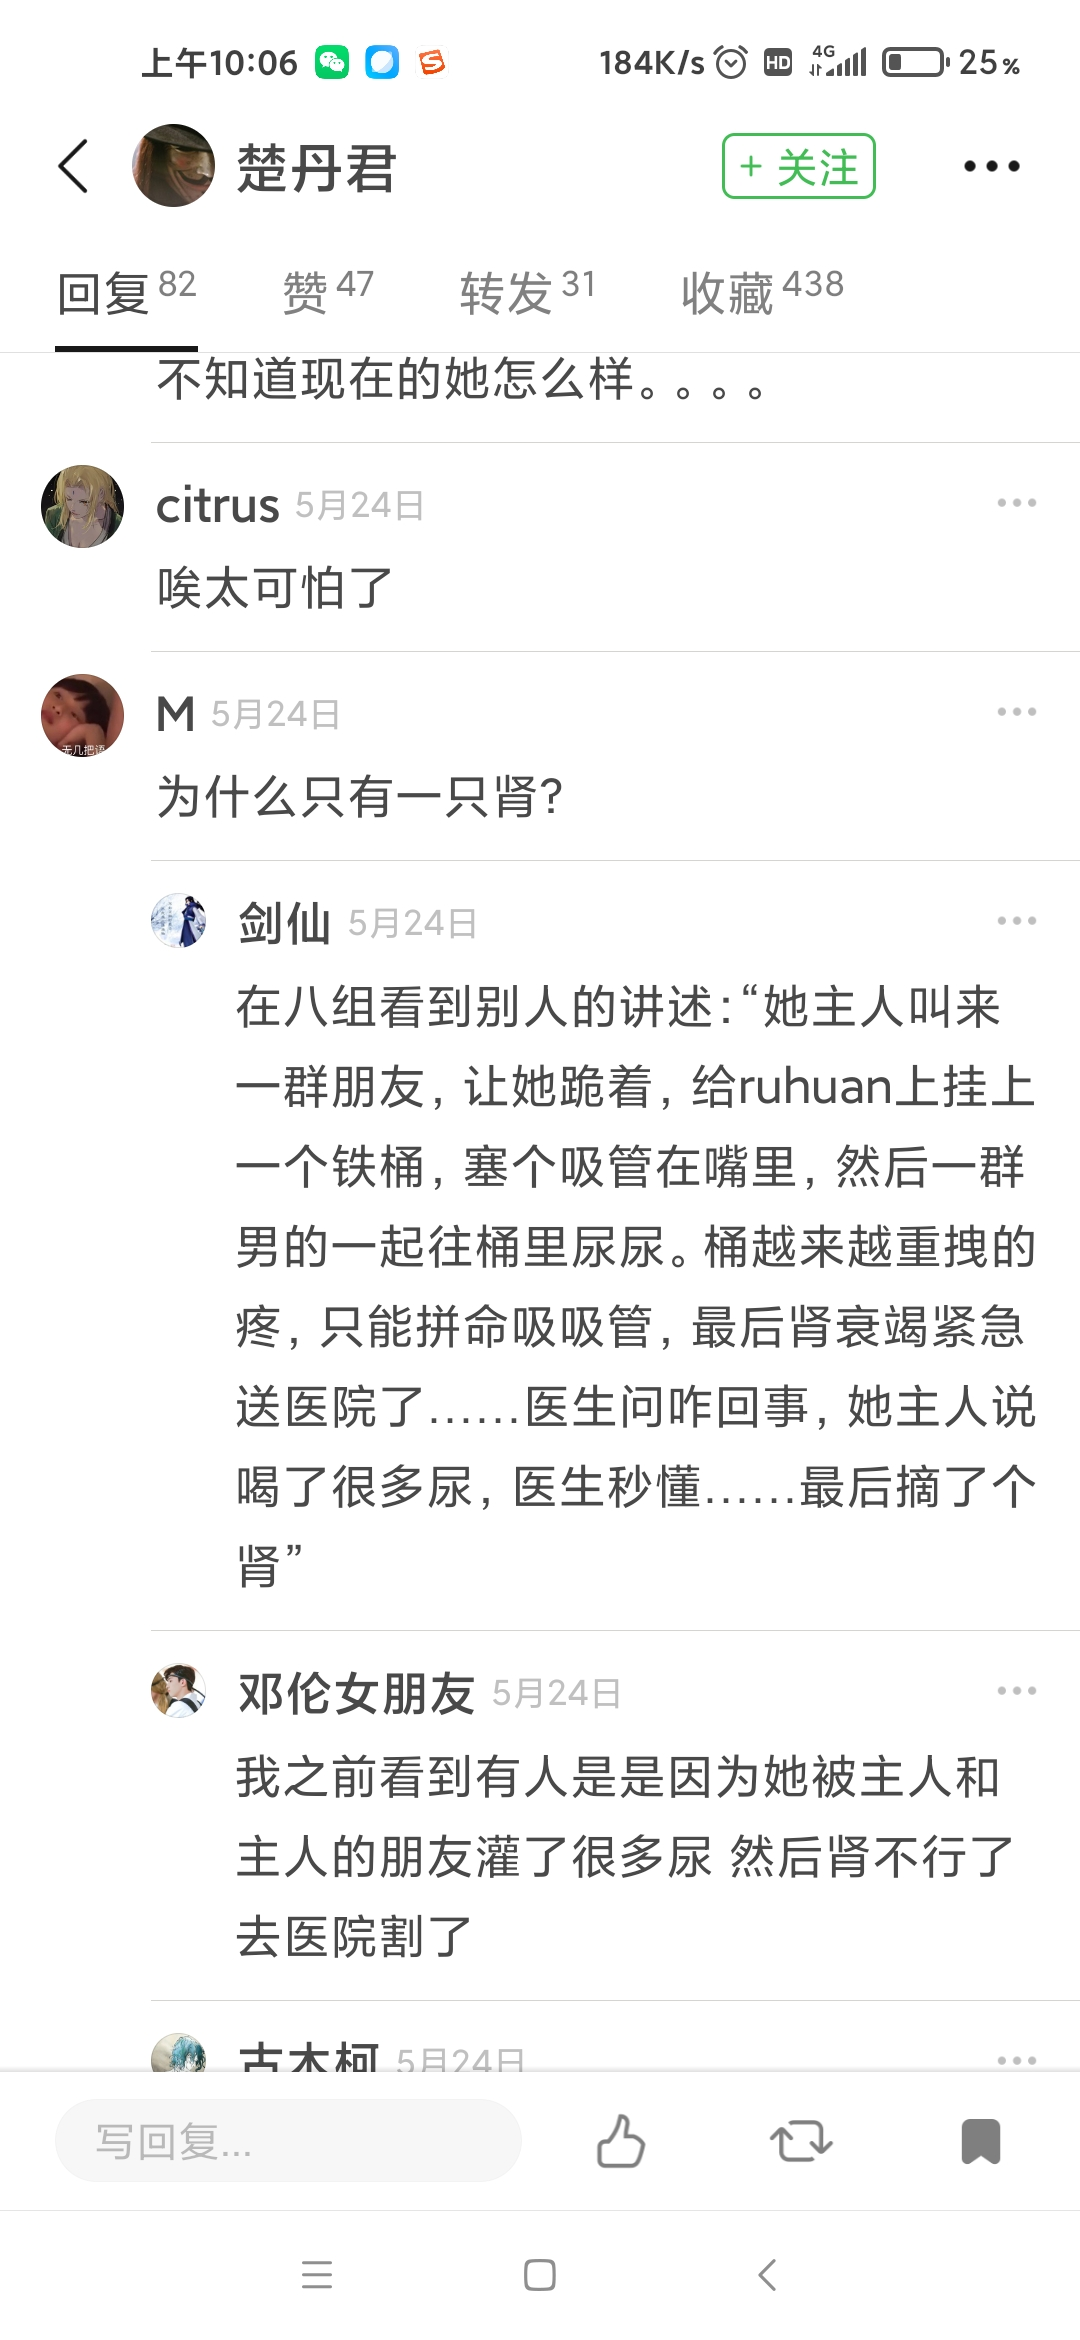 上午10:06
184K/s HD 4G 25%
楚丹君
+ 关注
回复 82 赞 47 转发 31 收藏 438
不知道现在的她怎么样。。。。
citrus 5月24日
唉太可怕了
M 5月24日
为什么只有一只肾?
剑仙 5月24日
在八组看到别人的讲述:“她主人叫来
一群朋友, 让她跪着, 给ruhuan上挂上
一个铁桶, 塞个吸管在嘴里, 然后一群
男的一起往桶里尿尿。桶越来越重拽的
疼, 只能拼命吸吸管, 最后肾衰竭紧急
送医院了......医生问咋回事, 她主人说
喝了很多尿, 医生秒懂......最后摘了个
肾”
邓伦女朋友 5月24日
我之前看到有人是是因为她被主人和
主人的朋友灌了很多尿 然后肾不行了
去医院割了
古木柯 5月24日
写回复...